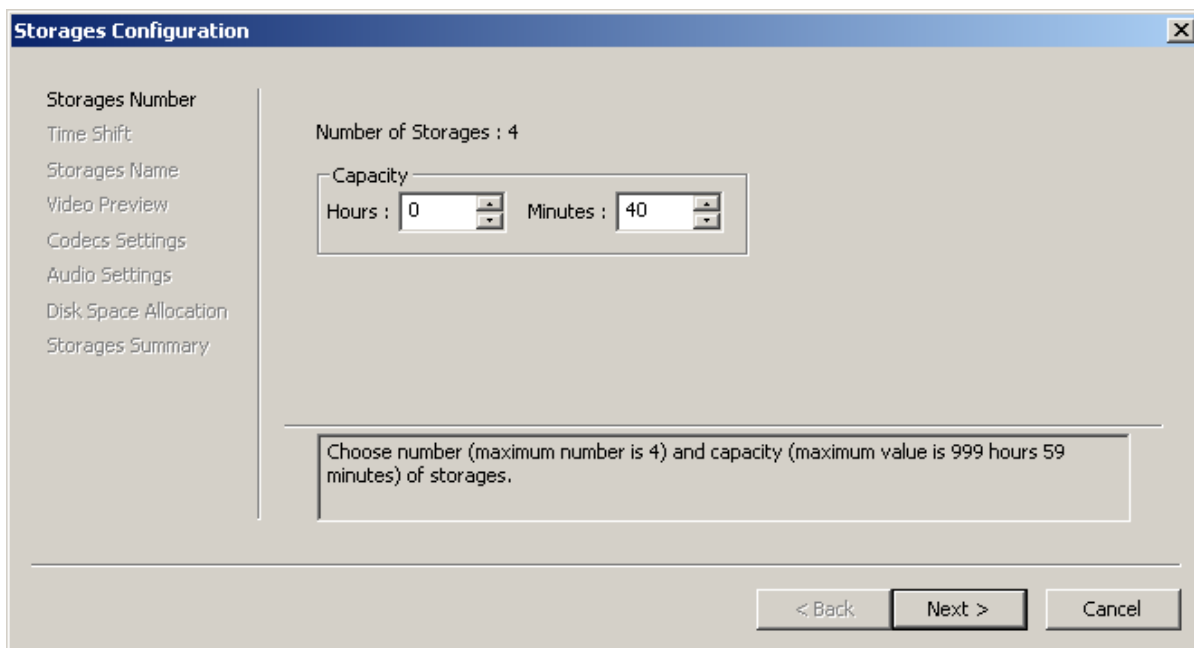 Storages Configuration
Storages Number
Time Shift
Storages Name
Video Preview
Codecs Settings
Audio Settings
Disk Space Allocation
Storages Summary
Number of Storages : 4
Capacity
Hours : 0 Minutes : 40
Choose number (maximum number is 4) and capacity (maximum value is 999 hours 59
minutes) of storages.
< Back Next > Cancel